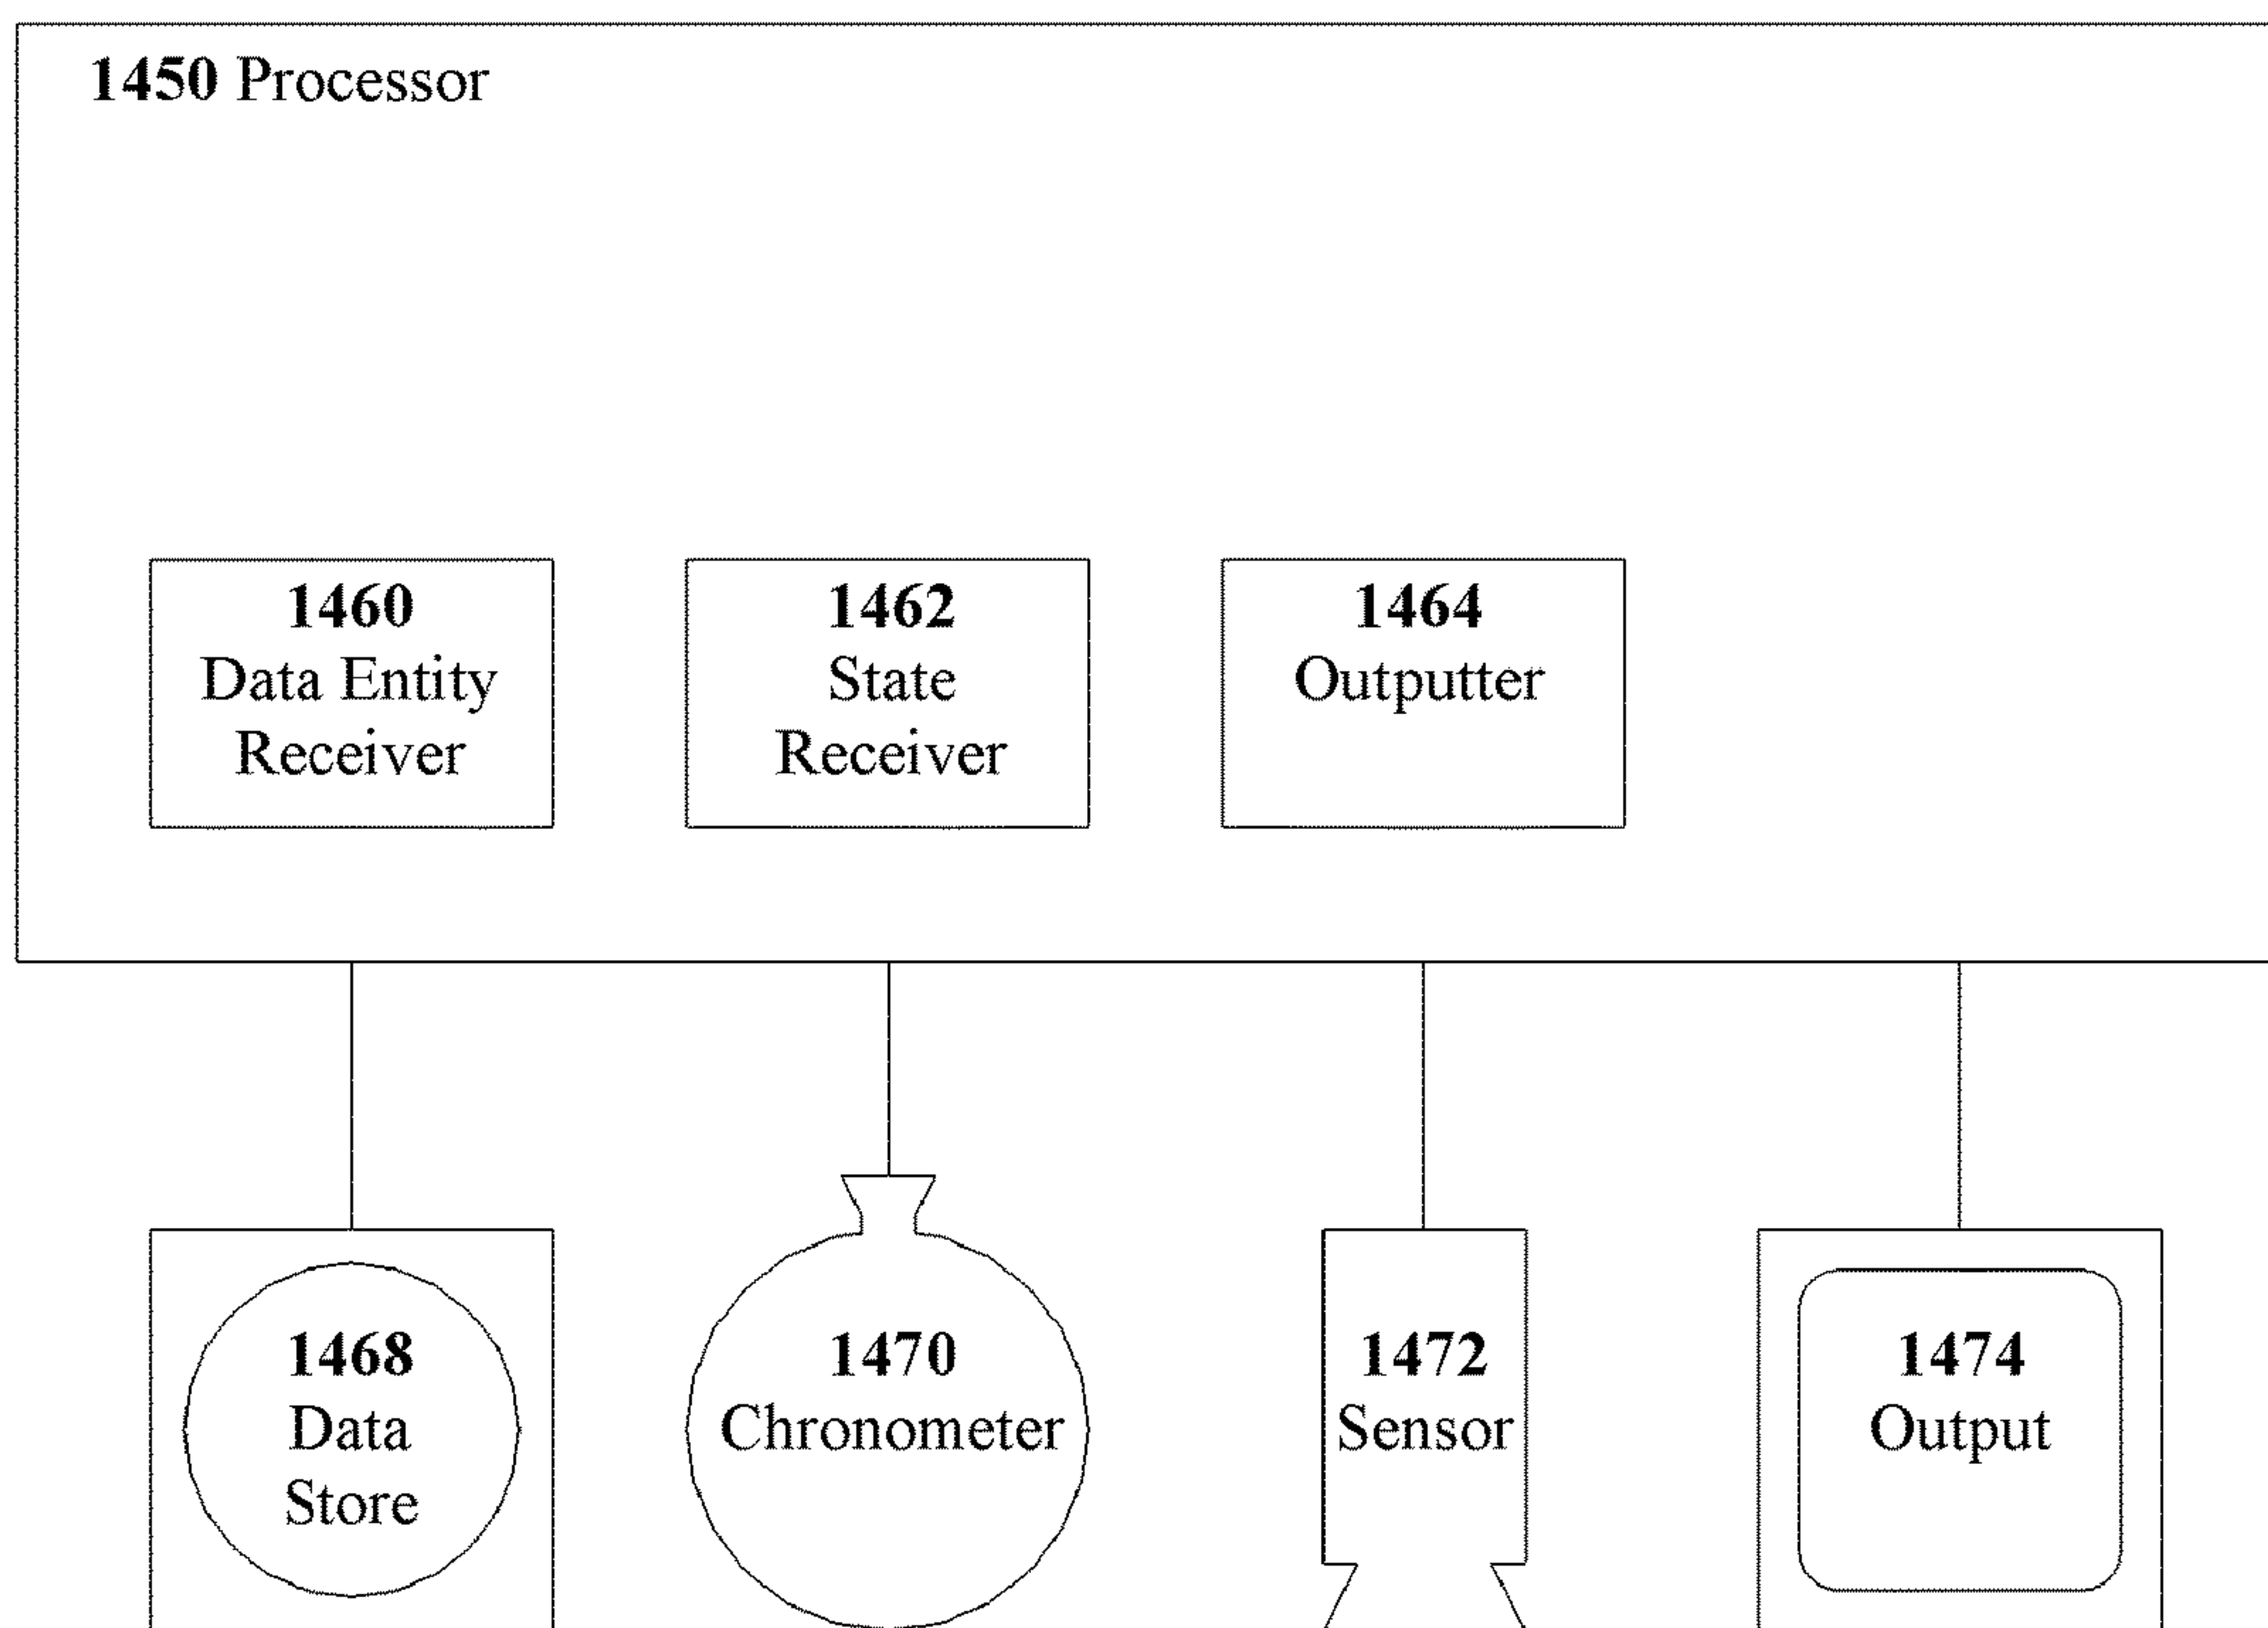 1450 Processor
1460
Data Entity
Receiver
1462
State
Receiver
1464
Outputter
1468
Data
Store
1470
Chronometer
1472
Sensor
1474
Output